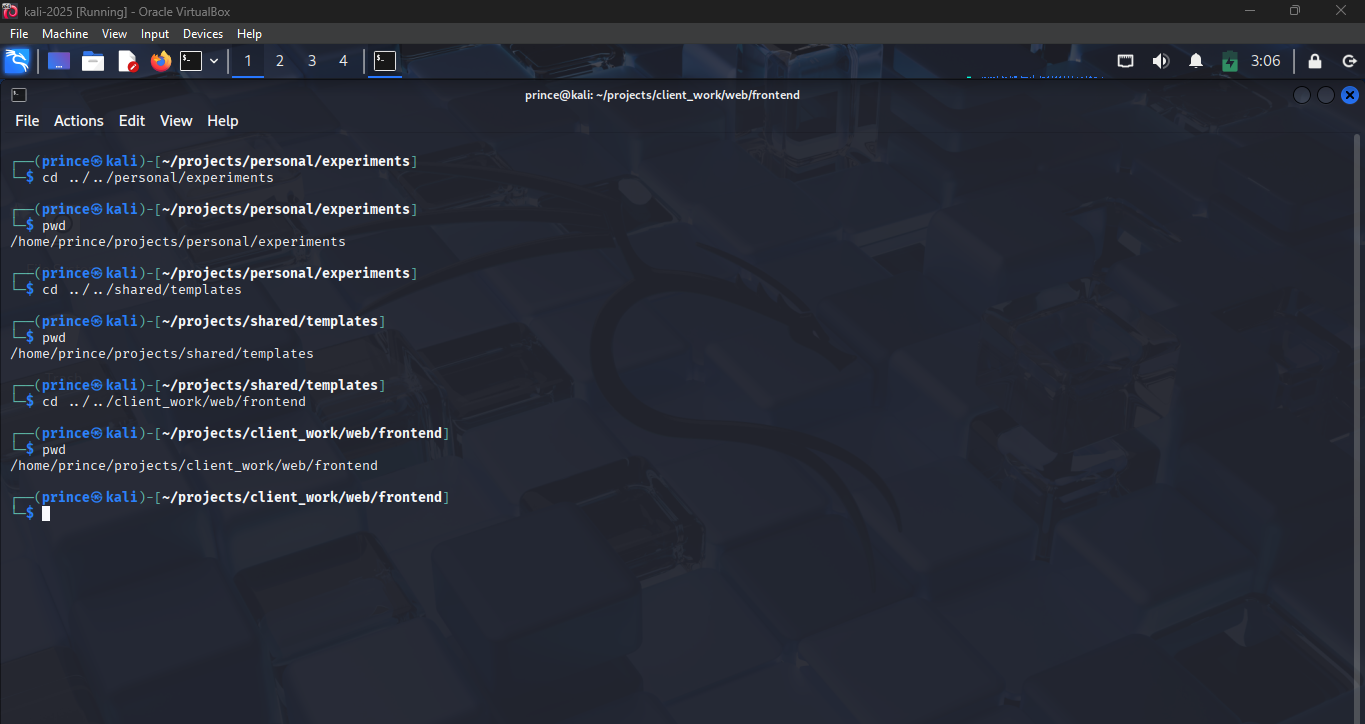 kali-2025 [Running] - Oracle VirtualBox
File Machine View Input Devices Help
1 2 3 4 3:06
prince@kali: ~/projects/client_work/web/frontend
File Actions Edit View Help
┌──(prince㉿kali)-[~/projects/personal/experiments]
└─$ cd ../../personal/experiments
┌──(prince㉿kali)-[~/projects/personal/experiments]
└─$ pwd
/home/prince/projects/personal/experiments
┌──(prince㉿kali)-[~/projects/personal/experiments]
└─$ cd ../../shared/templates
┌──(prince㉿kali)-[~/projects/shared/templates]
└─$ pwd
/home/prince/projects/shared/templates
┌──(prince㉿kali)-[~/projects/shared/templates]
└─$ cd ../../client_work/web/frontend
┌──(prince㉿kali)-[~/projects/client_work/web/frontend]
└─$ pwd
/home/prince/projects/client_work/web/frontend
┌──(prince㉿kali)-[~/projects/client_work/web/frontend]
└─$